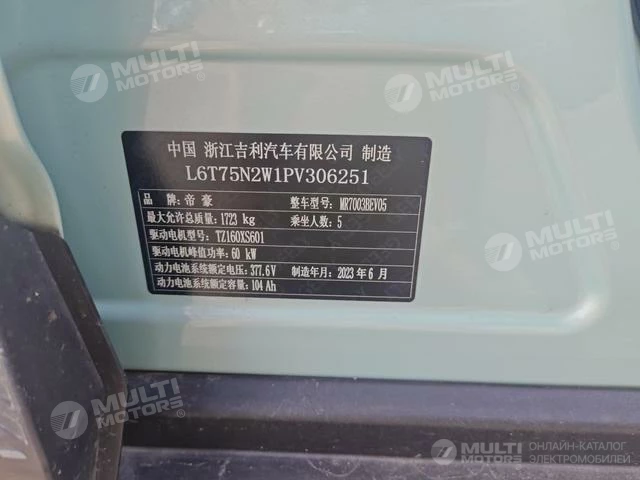 MULTI
MOTORS®
MULTI
MOTORS®
中国 浙江吉利汽车有限公司 制造
L6T75N2W1PV306251
品牌：帝豪 整车型号：MR7003BEV05
最大允许总质量：1723 kg 乘坐人数：5
驱动电机型号：TZ160XS601
驱动电机峰值功率：60 kW
动力电池系统额定电压：377.6V 制造年月：2023 年 6 月
动力电池系统额定容量：104 Ah
MULTI
MOTORS®
MULTI
MOTORS
ОНЛАЙН-КАТАЛОГ
ЭЛЕКТРОМОБИЛЕЙ